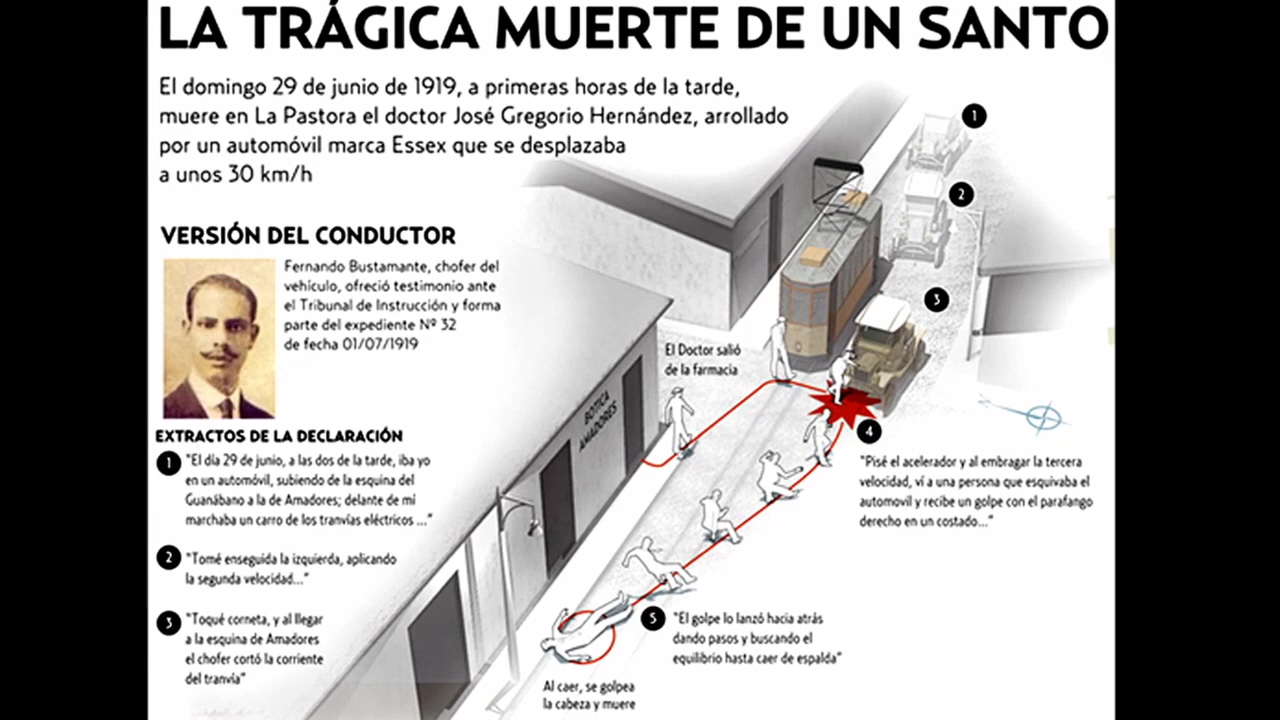 LA TRÁGICA MUERTE DE UN SANTO
El domingo 29 de junio de 1919, a primeras horas de la tarde,
muere en La Pastora el doctor José Gregorio Hernández, arrollado
por un automóvil marca Essex que se desplazaba
a unos 30 km/h
VERSIÓN DEL CONDUCTOR
Fernando Bustamante, chofer del
vehículo, ofreció testimonio ante
el Tribunal de Instrucción y forma
parte del expediente Nº 32
de fecha 01/07/1919
EXTRACTOS DE LA DECLARACIÓN
1
"El día 29 de junio, a las dos de la tarde, iba yo
en un automóvil, subiendo de la esquina del
Guanábano a la de Amadores; delante de mí
marchaba un carro de los tranvías eléctricos ..."
2
"Tomé enseguida la izquierda, aplicando
la segunda velocidad..."
3
"Toqué corneta, y al llegar
a la esquina de Amadores
el chofer cortó la corriente
del tranvía"
1
2
3
El Doctor salió
de la farmacia
BOTICA
AMADORES
4
"Pisé el acelerador y al embragar la tercera
velocidad, ví a una persona que esquivaba el
automovil y recibe un golpe con el parafango
derecho en un costado..."
5
"El golpe lo lanzó hacia atrás
dando pasos y buscando el
equilibrio hasta caer de espalda"
Al caer, se golpea
la cabeza y muere